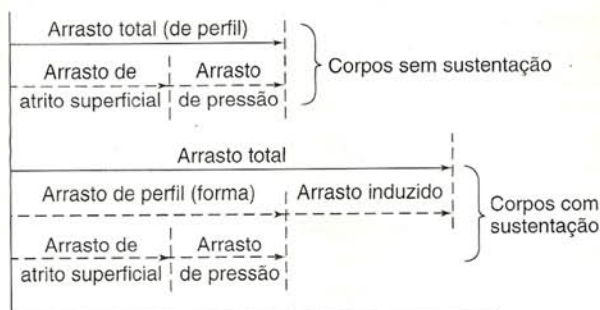 Arrasto total (de perfil)
Arrasto de
atrito superficial
Arrasto
de pressão
Corpos sem sustentação
Arrasto total
Arrasto de perfil (forma)
Arrasto induzido
Arrasto de
atrito superficial
Arrasto
de pressão
Corpos com
sustentação